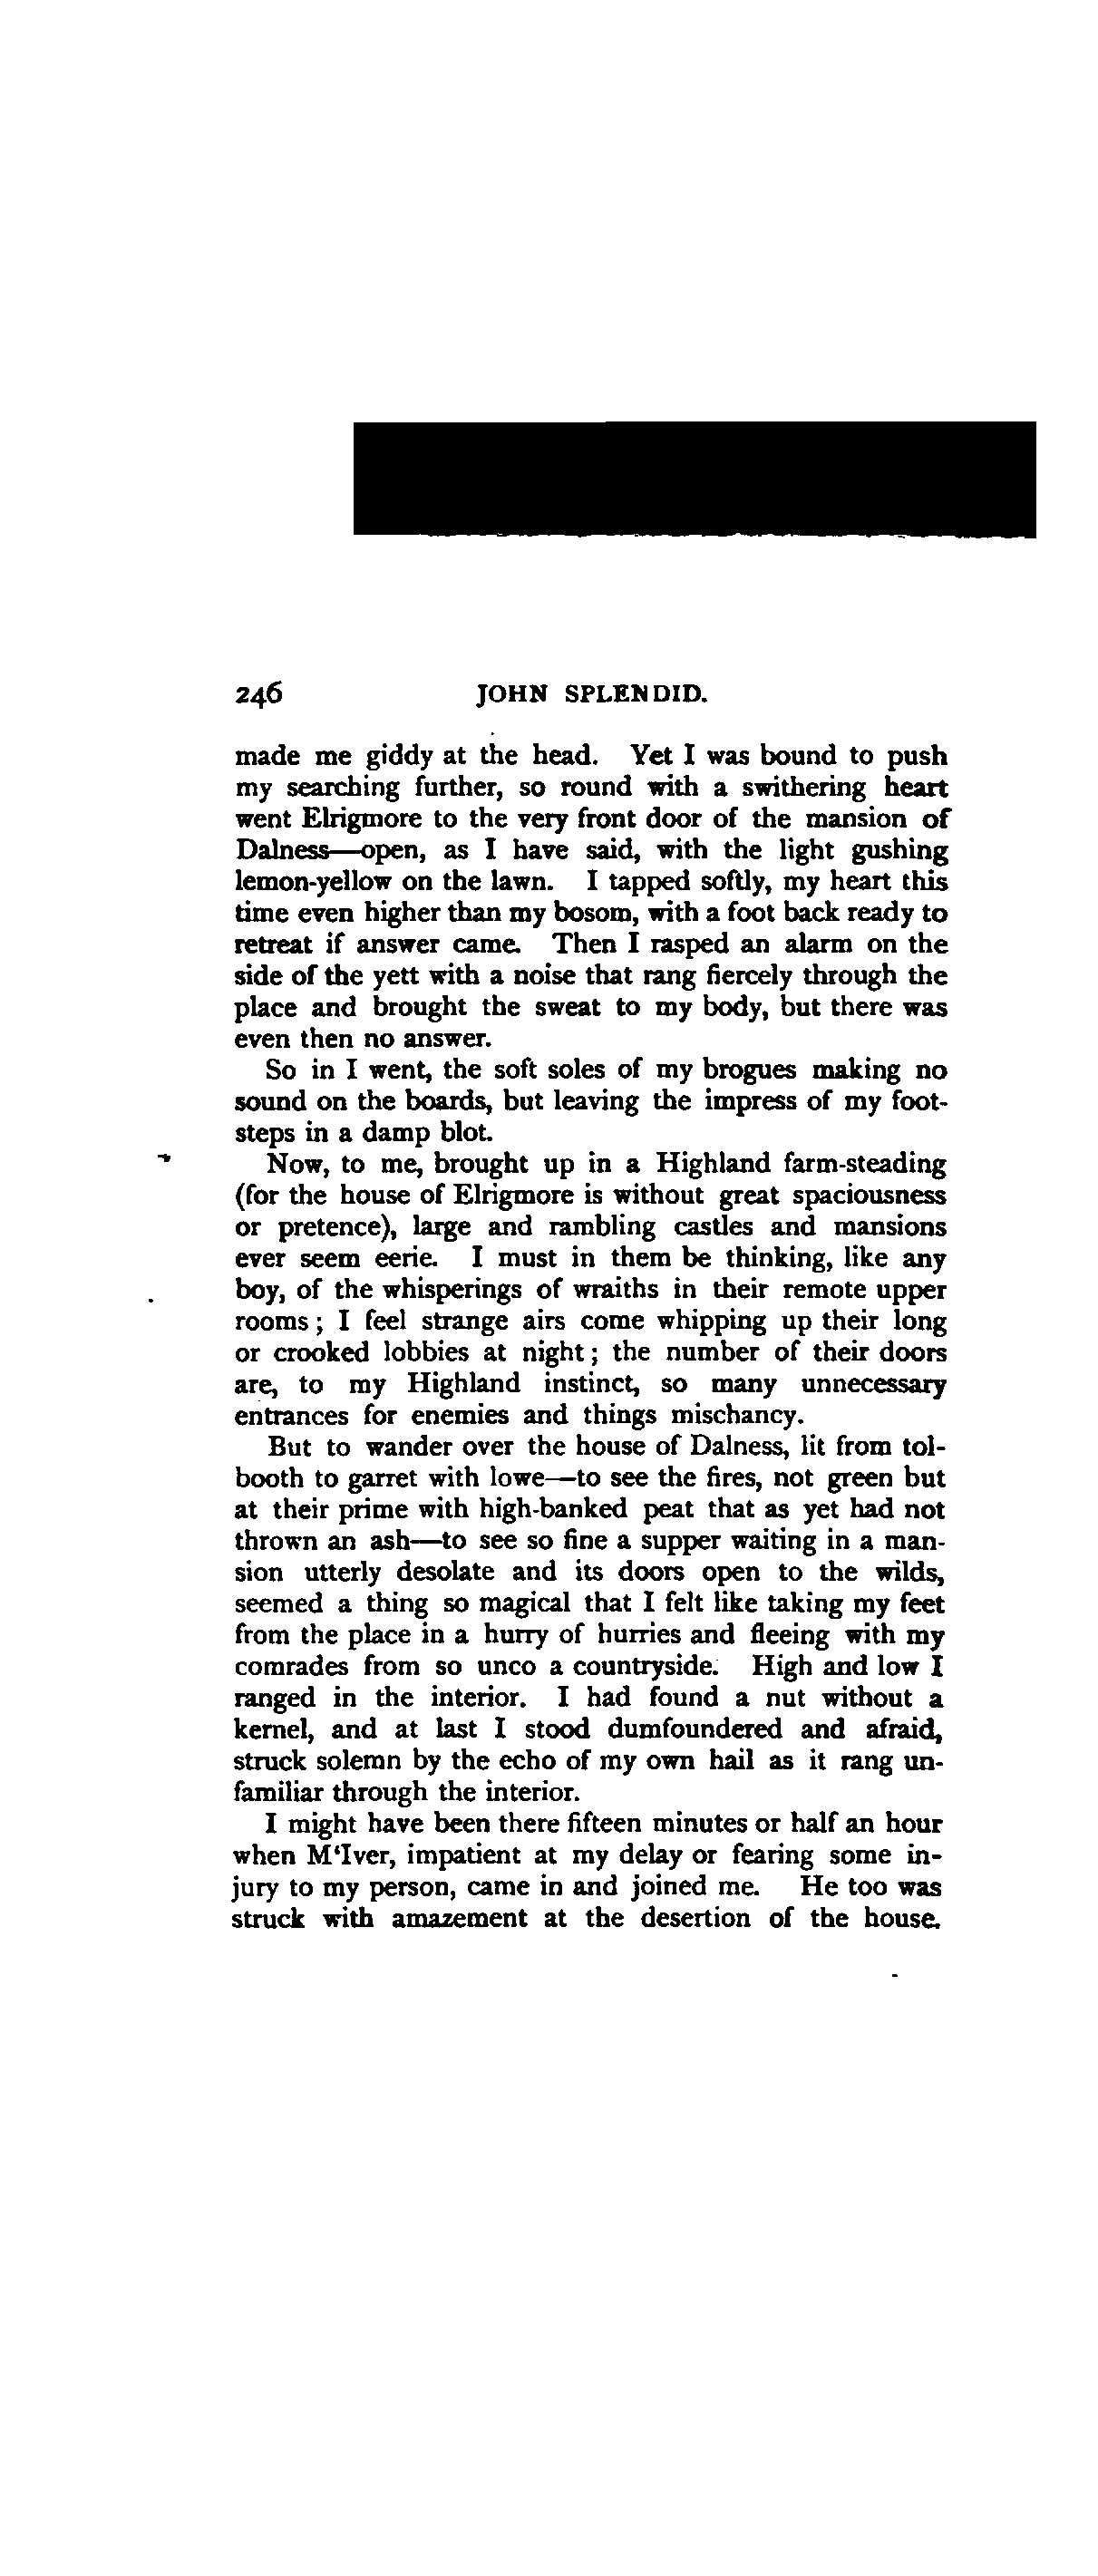 246 JOHN SPLENDID.
made me giddy at the head. Yet I was bound to push
my searching further, so round with a swithering heart
went Elrigmore to the very front door of the mansion of
Dalness—open, as I have said, with the light gushing
lemon-yellow on the lawn. I tapped softly, my heart this
time even higher than my bosom, with a foot back ready to
retreat if answer came. Then I rasped an alarm on the
side of the yett with a noise that rang fiercely through the
place and brought the sweat to my body, but there was
even then no answer.
So in I went, the soft soles of my brogues making no
sound on the boards, but leaving the impress of my foot-
steps in a damp blot.
Now, to me, brought up in a Highland farm-steading
(for the house of Elrigmore is without great spaciousness
or pretence), large and rambling castles and mansions
ever seem eerie. I must in them be thinking, like any
boy, of the whisperings of wraiths in their remote upper
rooms; I feel strange airs come whipping up their long
or crooked lobbies at night; the number of their doors
are, to my Highland instinct, so many unnecessary
entrances for enemies and things mischancy.
But to wander over the house of Dalness, lit from tol-
booth to garret with lowe—to see the fires, not green but
at their prime with high-banked peat that as yet had not
thrown an ash—to see so fine a supper waiting in a man-
sion utterly desolate and its doors open to the wilds,
seemed a thing so magical that I felt like taking my feet
from the place in a hurry of hurries and fleeing with my
comrades from so unco a countryside. High and low I
ranged in the interior. I had found a nut without a
kernel, and at last I stood dumfoundered and afraid,
struck solemn by the echo of my own hail as it rang un-
familiar through the interior.
I might have been there fifteen minutes or half an hour
when M‘Iver, impatient at my delay or fearing some in-
jury to my person, came in and joined me. He too was
struck with amazement at the desertion of the house.